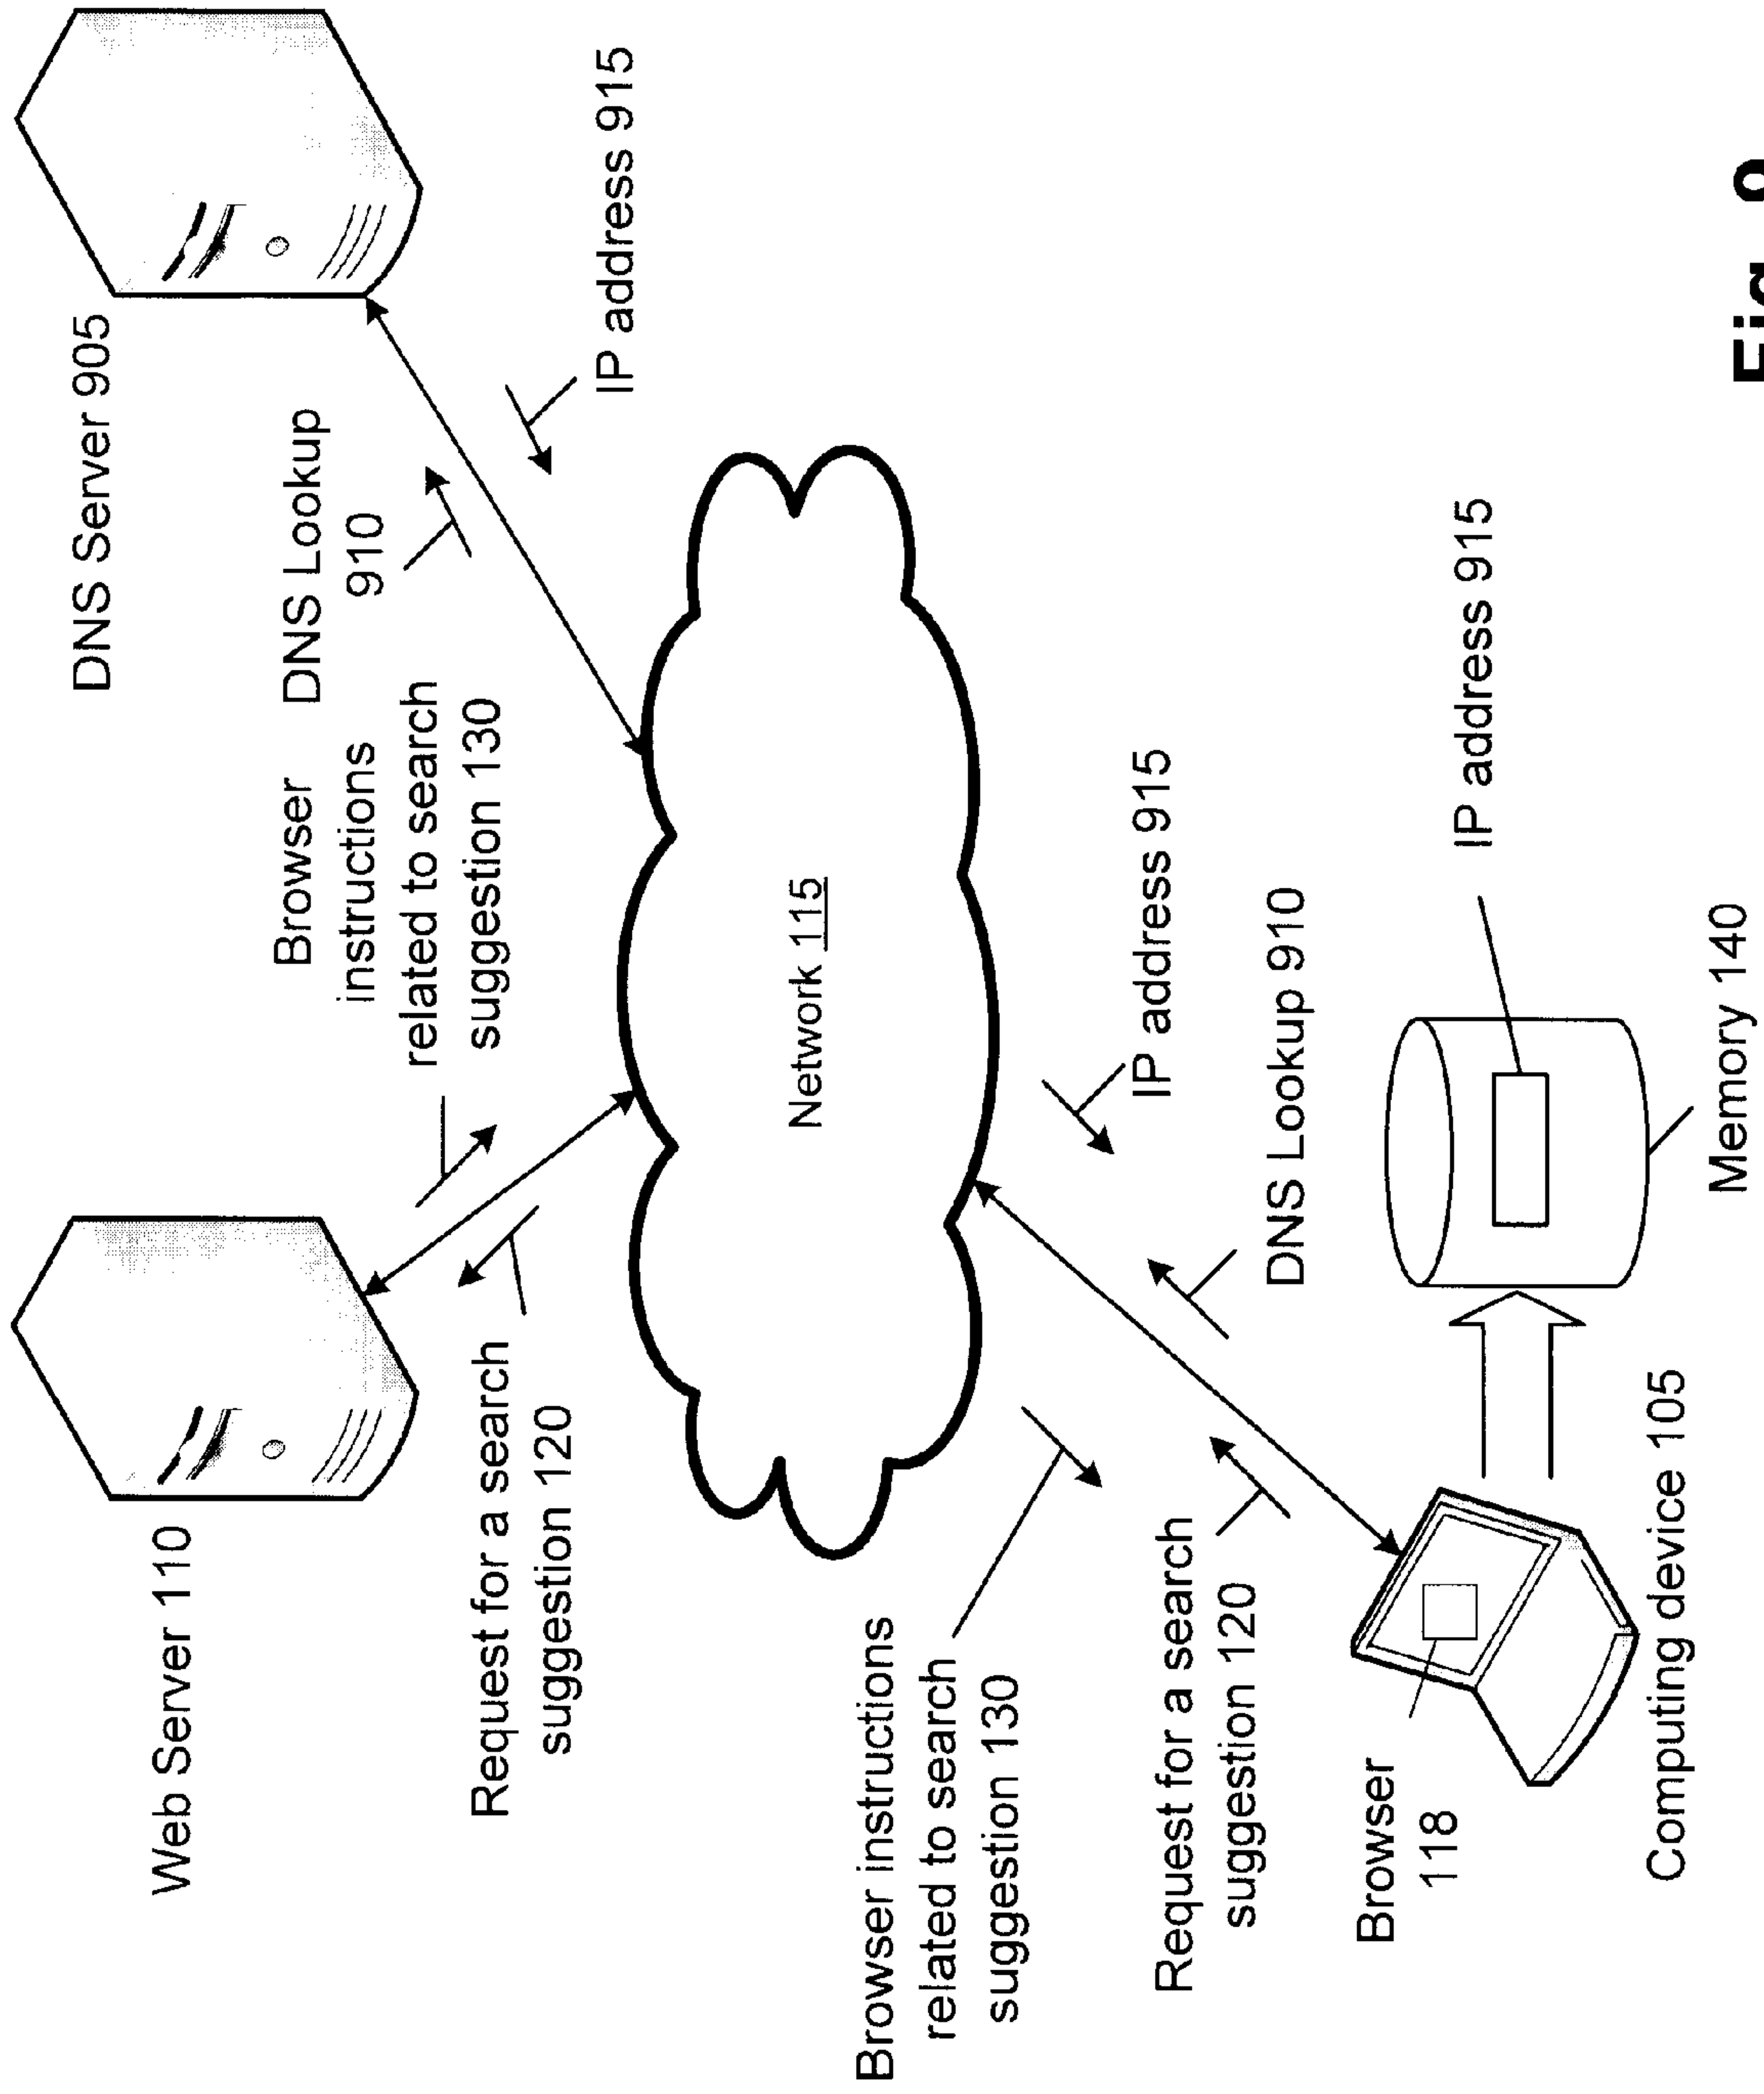 Web Server 110
DNS Server 905
Browser
instructions
related to search
suggestion 130
DNS Lookup
910
Request for a search
suggestion 120
IP address 915
Network 115
Browser instructions
related to search
suggestion 130
IP address 915
Request for a search
suggestion 120
DNS Lookup 910
Browser
118
IP address 915
Computing device 105
Memory 140
Fig.